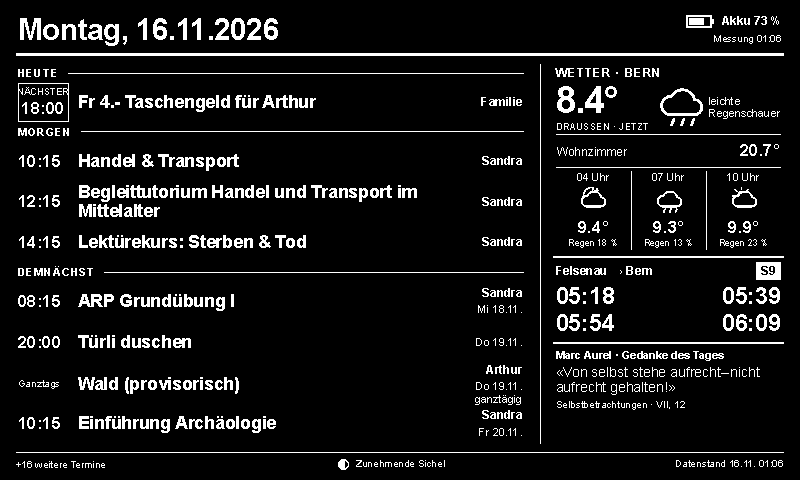 Montag, 16.11.2026
Akku 73 %
Messung 01:06
HEUTE
NÄCHSTER
18:00 Fr 4.- Taschengeld für Arthur Familie
MORGEN
10:15 Handel & Transport Sandra
12:15 Begleittutorium Handel und Transport im
Mittelalter Sandra
14:15 Lektürekurs: Sterben & Tod Sandra
DEMNÄCHST
08:15 ARP Grundübung I Sandra
Mi 18.11.
20:00 Türli duschen Do 19.11.
Ganztags Wald (provisorisch) Arthur
Do 19.11.
ganztägig
10:15 Einführung Archäologie Sandra
Fr 20.11.
WETTER · BERN
8.4° leichte
Regenschauer
DRAUSSEN · JETZT
Wohnzimmer 20.7°
04 Uhr 07 Uhr 10 Uhr
9.4° 9.3° 9.9°
Regen 18 % Regen 13 % Regen 23 %
Felsenau › Bern S9
05:18 05:39
05:54 06:09
Marc Aurel · Gedanke des Tages
«Von selbst stehe aufrecht–nicht
aufrecht gehalten!»
Selbstbetrachtungen · VII, 12
+16 weitere Termine
Zunehmende Sichel
Datenstand 16.11. 01:06